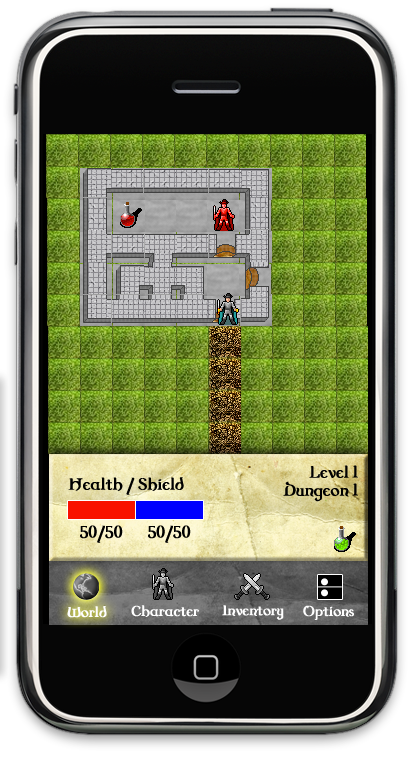 Level 1
Dungeon 1
Health / Shield
50/50 50/50
World Character Inventory Options